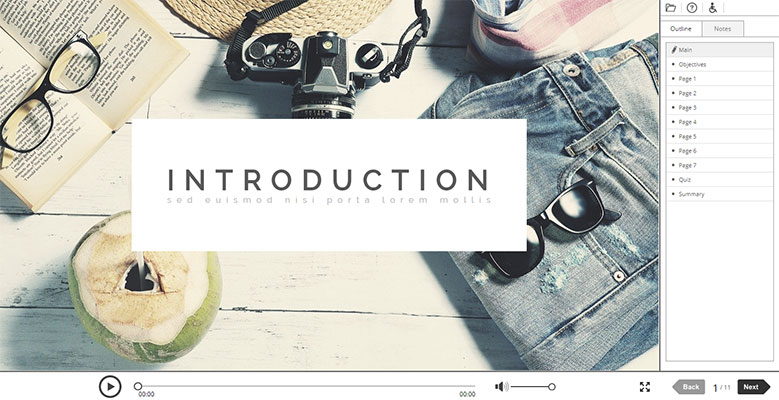 INTRODUCTION
sed euismod nisi porta lorem mollis
Outline
Notes
Main
Objectives
Page 1
Page 2
Page 3
Page 4
Page 5
Page 6
Page 7
Quiz
Summary
00:00
00:00
Back
1 / 11
Next